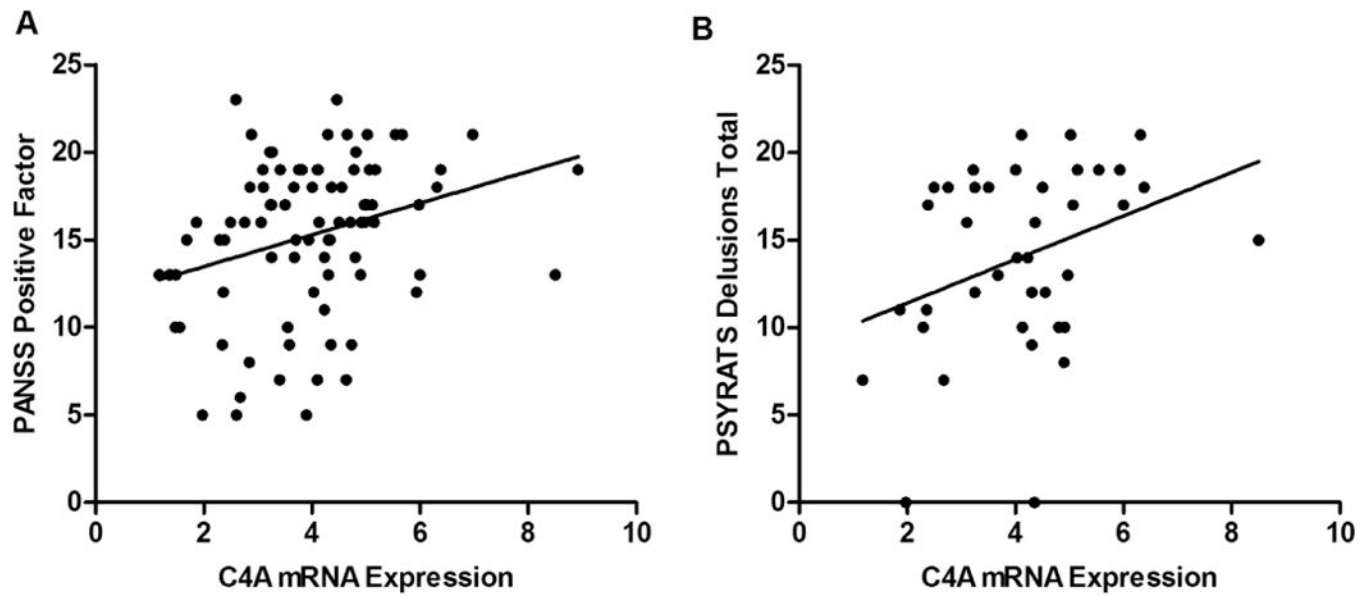 A
PANSS Positive Factor
25
20
15
10
5
0
0 2 4 6 8 10
C4A mRNA Expression
B
PSYRATS Delusions Total
25
20
15
10
5
0
0 2 4 6 8 10
C4A mRNA Expression